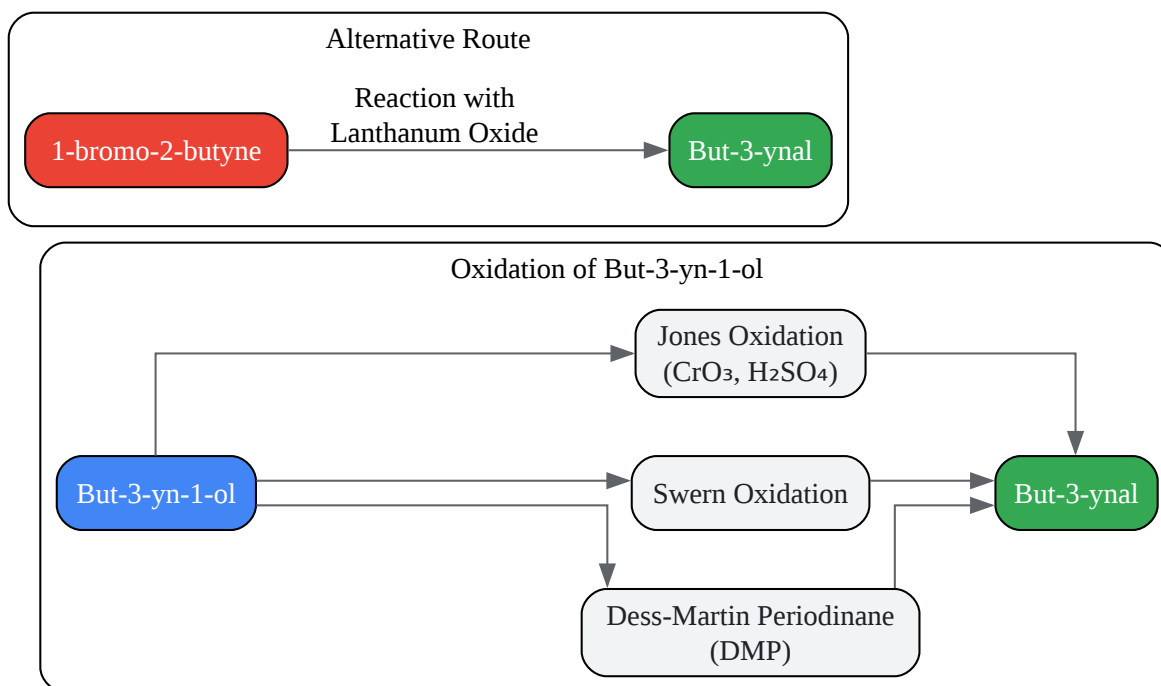 Alternative Route
Reaction with
Lanthanum Oxide
1-bromo-2-butyne
But-3-ynal
Oxidation of But-3-yn-1-ol
Jones Oxidation
(CrO₃, H₂SO₄)
But-3-yn-1-ol
Swern Oxidation
But-3-ynal
Dess-Martin Periodinane
(DMP)